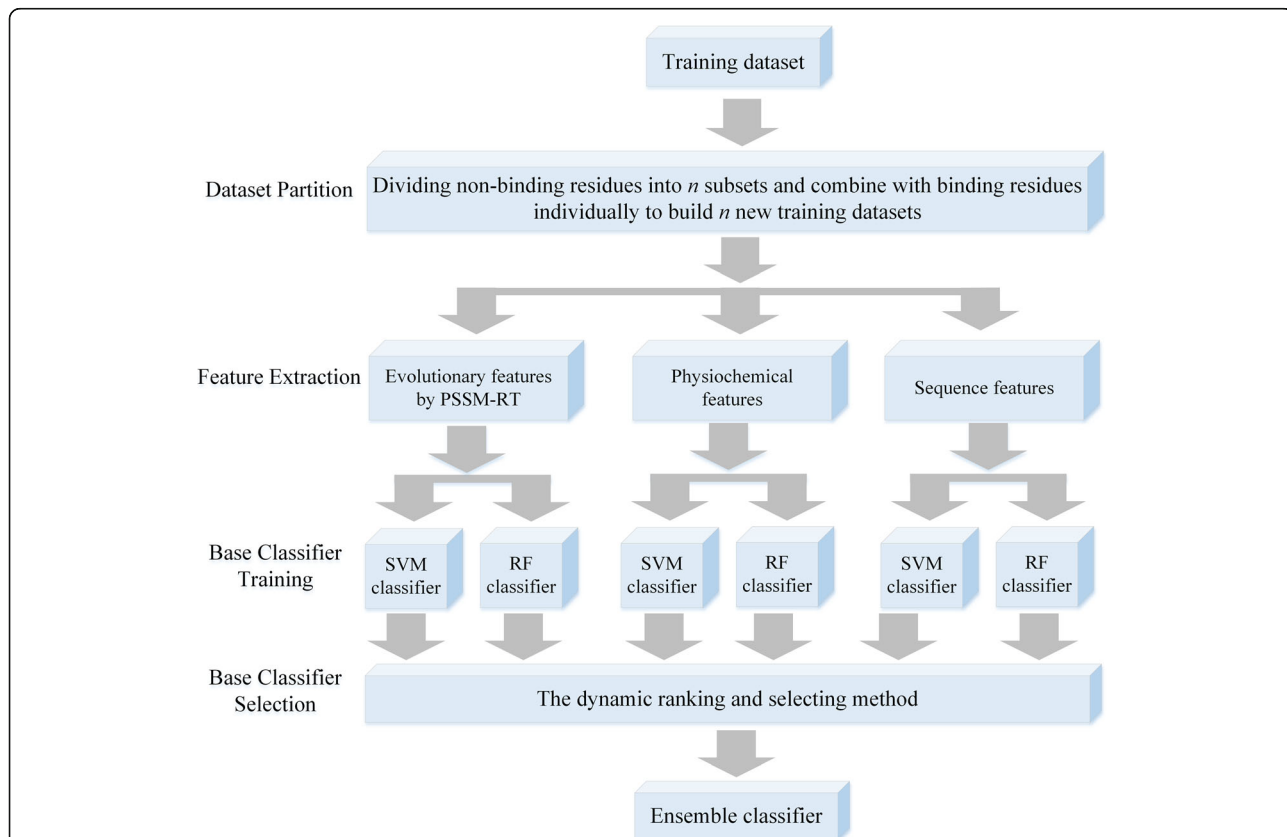 Training dataset
Dataset Partition
Dividing non-binding residues into n subsets and combine with binding residues
individually to build n new training datasets
Feature Extraction
Evolutionary features
by PSSM-RT
Physiochemical
features
Sequence features
Base Classifier
Training
SVM
classifier
RF
classifier
SVM
classifier
RF
classifier
SVM
classifier
RF
classifier
Base Classifier
Selection
The dynamic ranking and selecting method
Ensemble classifier